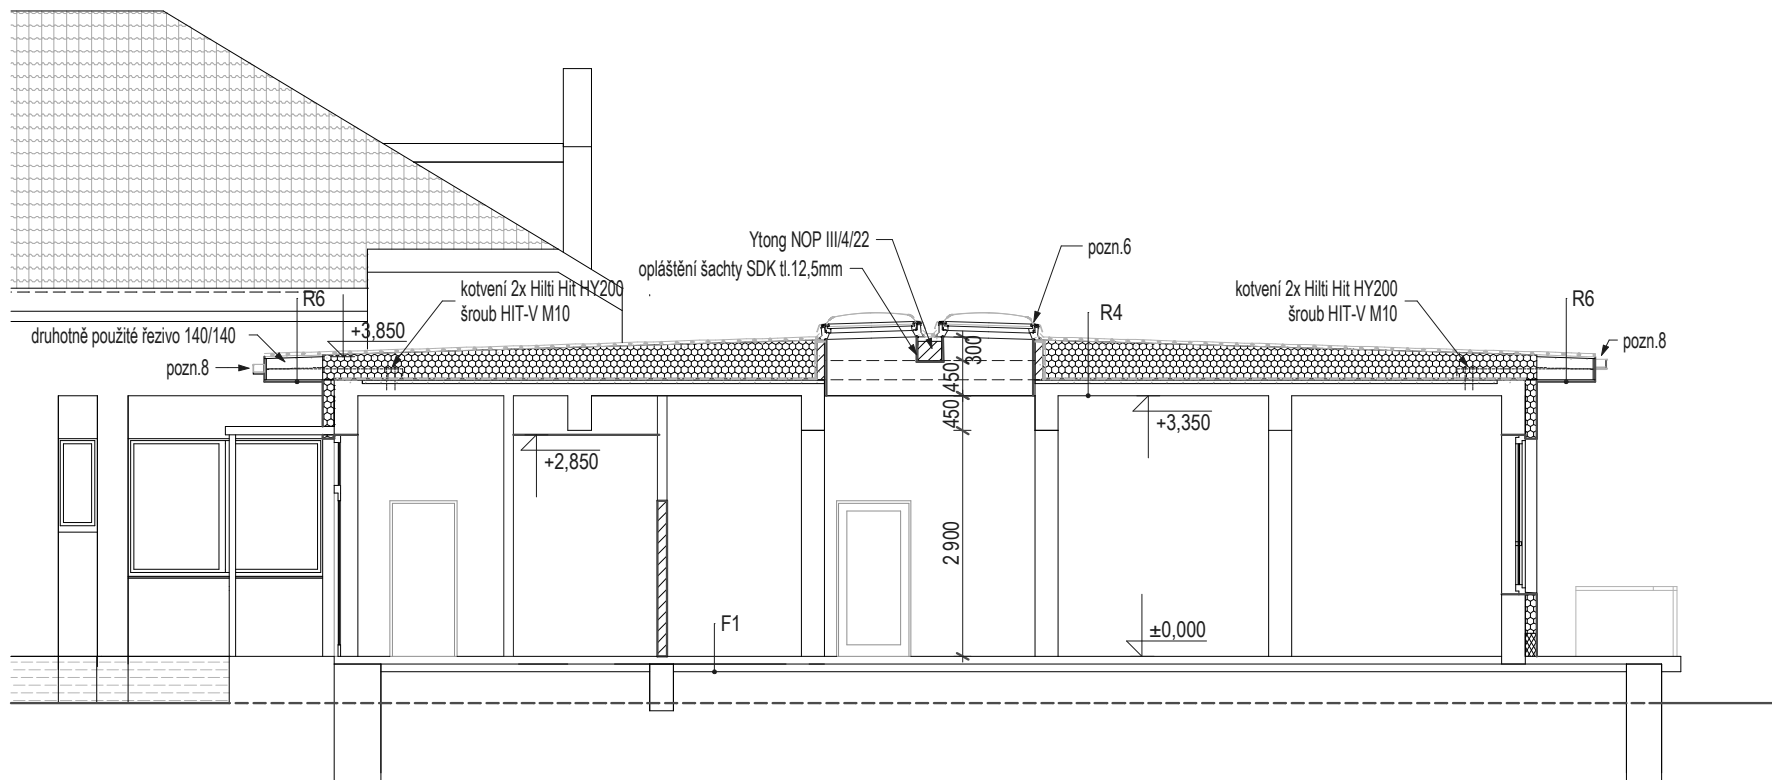 Ytong NOP III/4/22
opláštění šachty SDK tl.12,5mm
pozn.6
kotvení 2x Hilti Hit HY200
šroub HIT-V M10
kotvení 2x Hilti Hit HY200
šroub HIT-V M10
R6
+3,850
druhotně použité řezivo 140/140
pozn.8
R4
R6
pozn.8
300
450
450
+3,350
+2,850
2 900
F1
±0,000